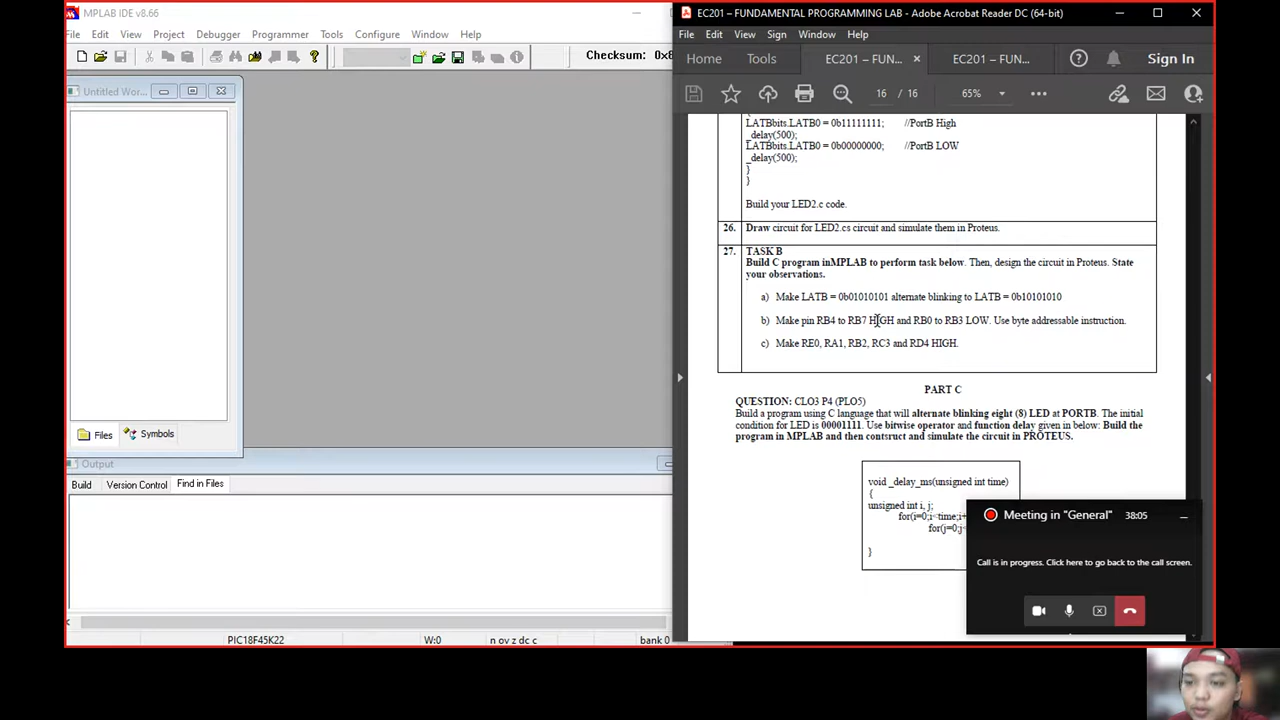 MPLAB IDE v8.66
File Edit View Project Debugger Programmer Tools Configure Window Help
Checksum: 0x8
Untitled Wor...
Files
Symbols
Output
Build Version Control Find in Files
PIC18F45K22 W:0 n ov z dc c bank 0
EC201 – FUNDAMENTAL PROGRAMMING LAB - Adobe Acrobat Reader DC (64-bit)
File Edit View Sign Window Help
Home Tools EC201 – FUN... × EC201 – FUN... Sign In
16 / 16 65%
{
LATBbits.LATB0 = 0b11111111; //PortB High
_delay(500);
LATBbits.LATB0 = 0b00000000; //PortB LOW
_delay(500);
}
}
Build your LED2.c code.
26. Draw circuit for LED2.cs circuit and simulate them in Proteus.
27. TASK B
Build C program inMPLAB to perform task below. Then, design the circuit in Proteus. State
your observations.
a) Make LATB = 0b01010101 alternate blinking to LATB = 0b10101010
b) Make pin RB4 to RB7 HIGH and RB0 to RB3 LOW. Use byte addressable instruction.
c) Make RE0, RA1, RB2, RC3 and RD4 HIGH.
PART C
QUESTION: CLO3 P4 (PLO5)
Build a program using C language that will alternate blinking eight (8) LED at PORTB. The initial
condition for LED is 00001111. Use bitwise operator and function delay given in below: Build the
program in MPLAB and then contsruct and simulate the circuit in PROTEUS.
void _delay_ms(unsigned int time)
{
unsigned int i, j;
for(i=0;i<time;i+
for(j=0;j<
}
Meeting in "General" 38:05
Call is in progress. Click here to go back to the call screen.